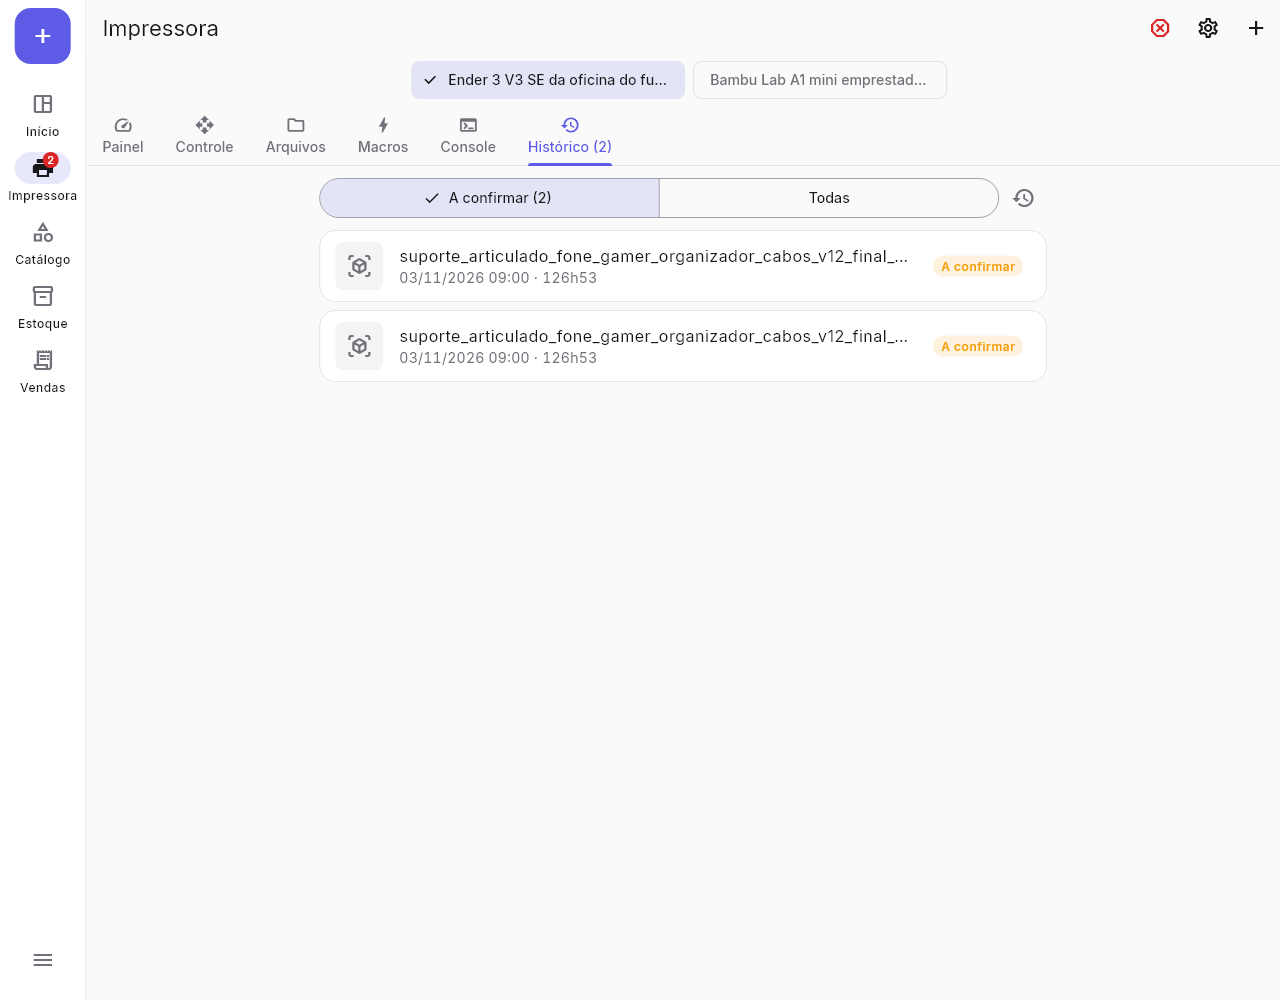 Impressora
Ender 3 V3 SE da oficina do fu...
Bambu Lab A1 mini emprestad...
Início
2
Impressora
Catálogo
Estoque
Vendas
Painel
Controle
Arquivos
Macros
Console
Histórico (2)
A confirmar (2)
Todas
suporte_articulado_fone_gamer_organizador_cabos_v12_final_...
03/11/2026 09:00 · 126h53
A confirmar
suporte_articulado_fone_gamer_organizador_cabos_v12_final_...
03/11/2026 09:00 · 126h53
A confirmar